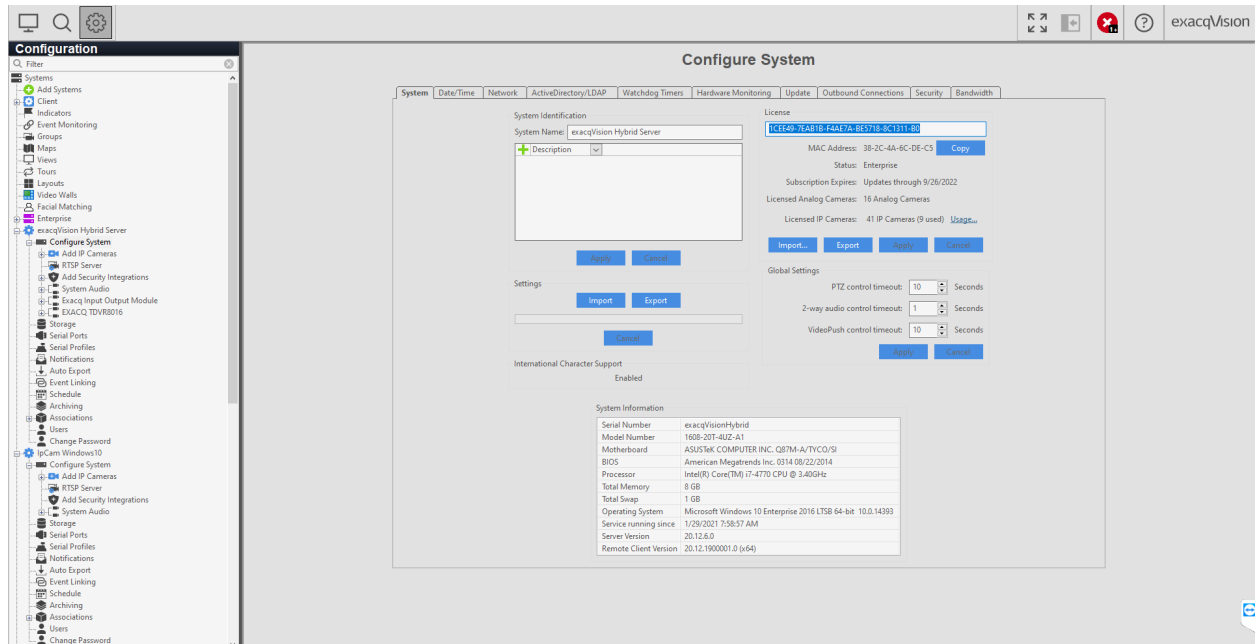 exacqVision
Configuration
Filter
Systems
Add Systems
Client
Indicators
Event Monitoring
Groups
Maps
Views
Tours
Layouts
Video Walls
Facial Matching
Enterprise
exacqVision Hybrid Server
Configure System
Add IP Cameras
RTSP Server
Add Security Integrations
System Audio
Exacq Input Output Module
EXACQ TDVR8016
Storage
Serial Ports
Serial Profiles
Notifications
Auto Export
Event Linking
Schedule
Archiving
Associations
Users
Change Password
IpCam Windows10
Configure System
Add IP Cameras
RTSP Server
Add Security Integrations
System Audio
Storage
Serial Ports
Serial Profiles
Notifications
Auto Export
Event Linking
Schedule
Archiving
Associations
Users
Change Password
Configure System
System Date/Time Network ActiveDirectory/LDAP Watchdog Timers Hardware Monitoring Update Outbound Connections Security Bandwidth
System Identification
System Name: exacqVision Hybrid Server
Description
Apply Cancel
Settings
Import Export
Cancel
International Character Support
Enabled
License
1CEE49-7EAB1B-F4AE7A-BE5718-8C1311-B0
MAC Address: 38-2C-4A-6C-DE-C5 Copy
Status: Enterprise
Subscription Expires: Updates through 9/26/2022
Licensed Analog Cameras: 16 Analog Cameras
Licensed IP Cameras: 41 IP Cameras (9 used) Usage...
Import... Export Apply Cancel
Global Settings
PTZ control timeout: 10 Seconds
2-way audio control timeout: 1 Seconds
VideoPush control timeout: 10 Seconds
Apply Cancel
System Information
Serial Number exacqVisionHybrid
Model Number 1608-20T-4UZ-A1
Motherboard ASUSTeK COMPUTER INC. Q87M-A/TYCO/SI
BIOS American Megatrends Inc. 0314 08/22/2014
Processor Intel(R) Core(TM) i7-4770 CPU @ 3.40GHz
Total Memory 8 GB
Total Swap 1 GB
Operating System Microsoft Windows 10 Enterprise 2016 LTSB 64-bit 10.0.14393
Service running since 1/29/2021 7:58:57 AM
Server Version 20.12.6.0
Remote Client Version 20.12.1900001.0 (x64)